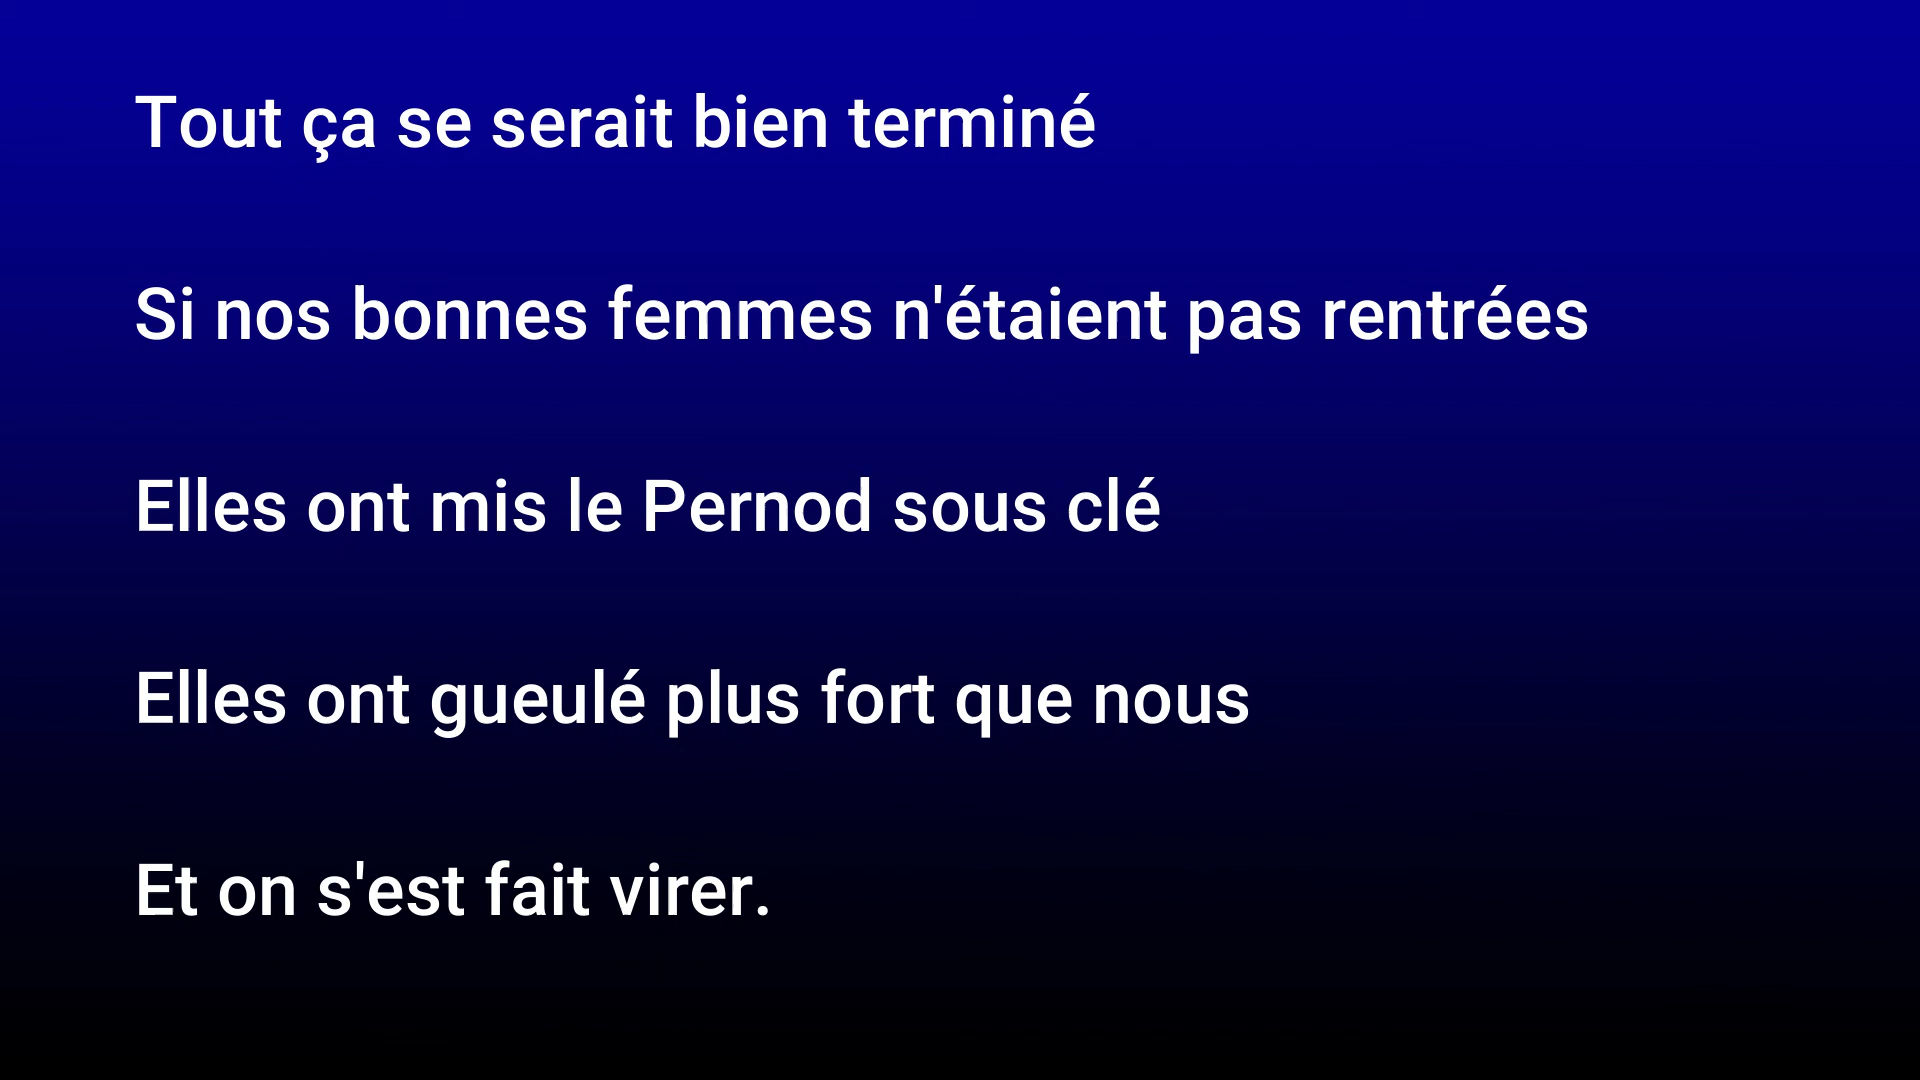 Tout ça se serait bien terminé
Si nos bonnes femmes n'étaient pas rentrées
Elles ont mis le Pernod sous clé
Elles ont gueulé plus fort que nous
Et on s'est fait virer.